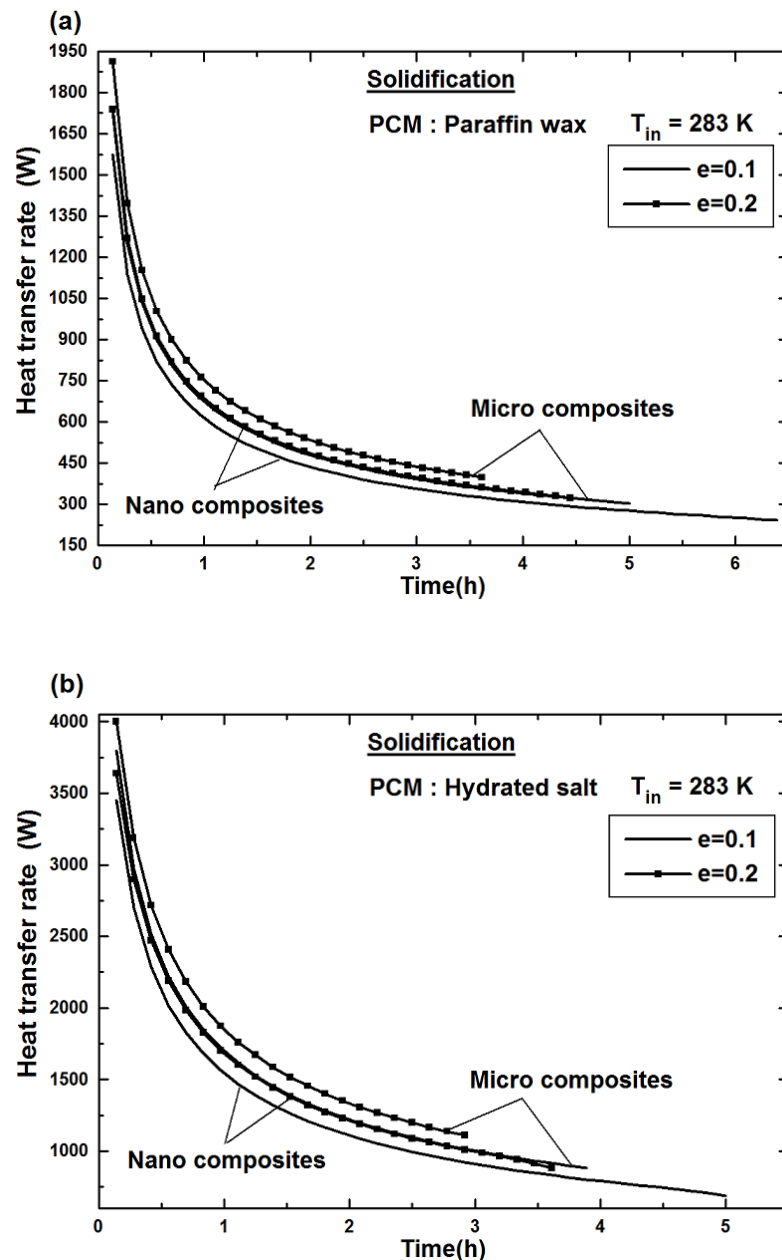 (a)
Solidification
PCM : Paraffin wax T_in = 283 K
e=0.1
e=0.2
Micro composites
Nano composites
Heat transfer rate (W)
1950
1800
1650
1500
1350
1200
1050
900
750
600
450
300
150
0 1 2 3 4 5 6
Time(h)
(b)
Solidification
PCM : Hydrated salt T_in = 283 K
e=0.1
e=0.2
Micro composites
Nano composites
Heat transfer rate (W)
4000
3500
3000
2500
2000
1500
1000
0 1 2 3 4 5
Time(h)